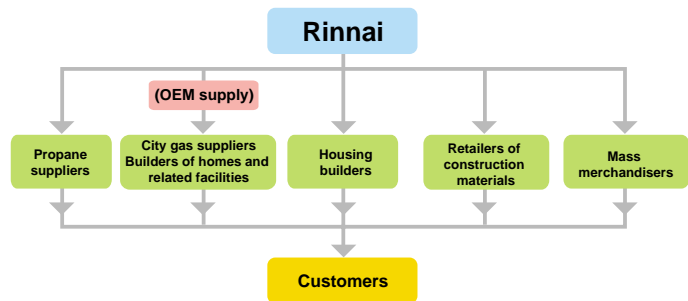 Rinnai
(OEM supply)
Propane
suppliers
City gas suppliers
Builders of homes and
related facilities
Housing
builders
Retailers of
construction
materials
Mass
merchandisers
Customers